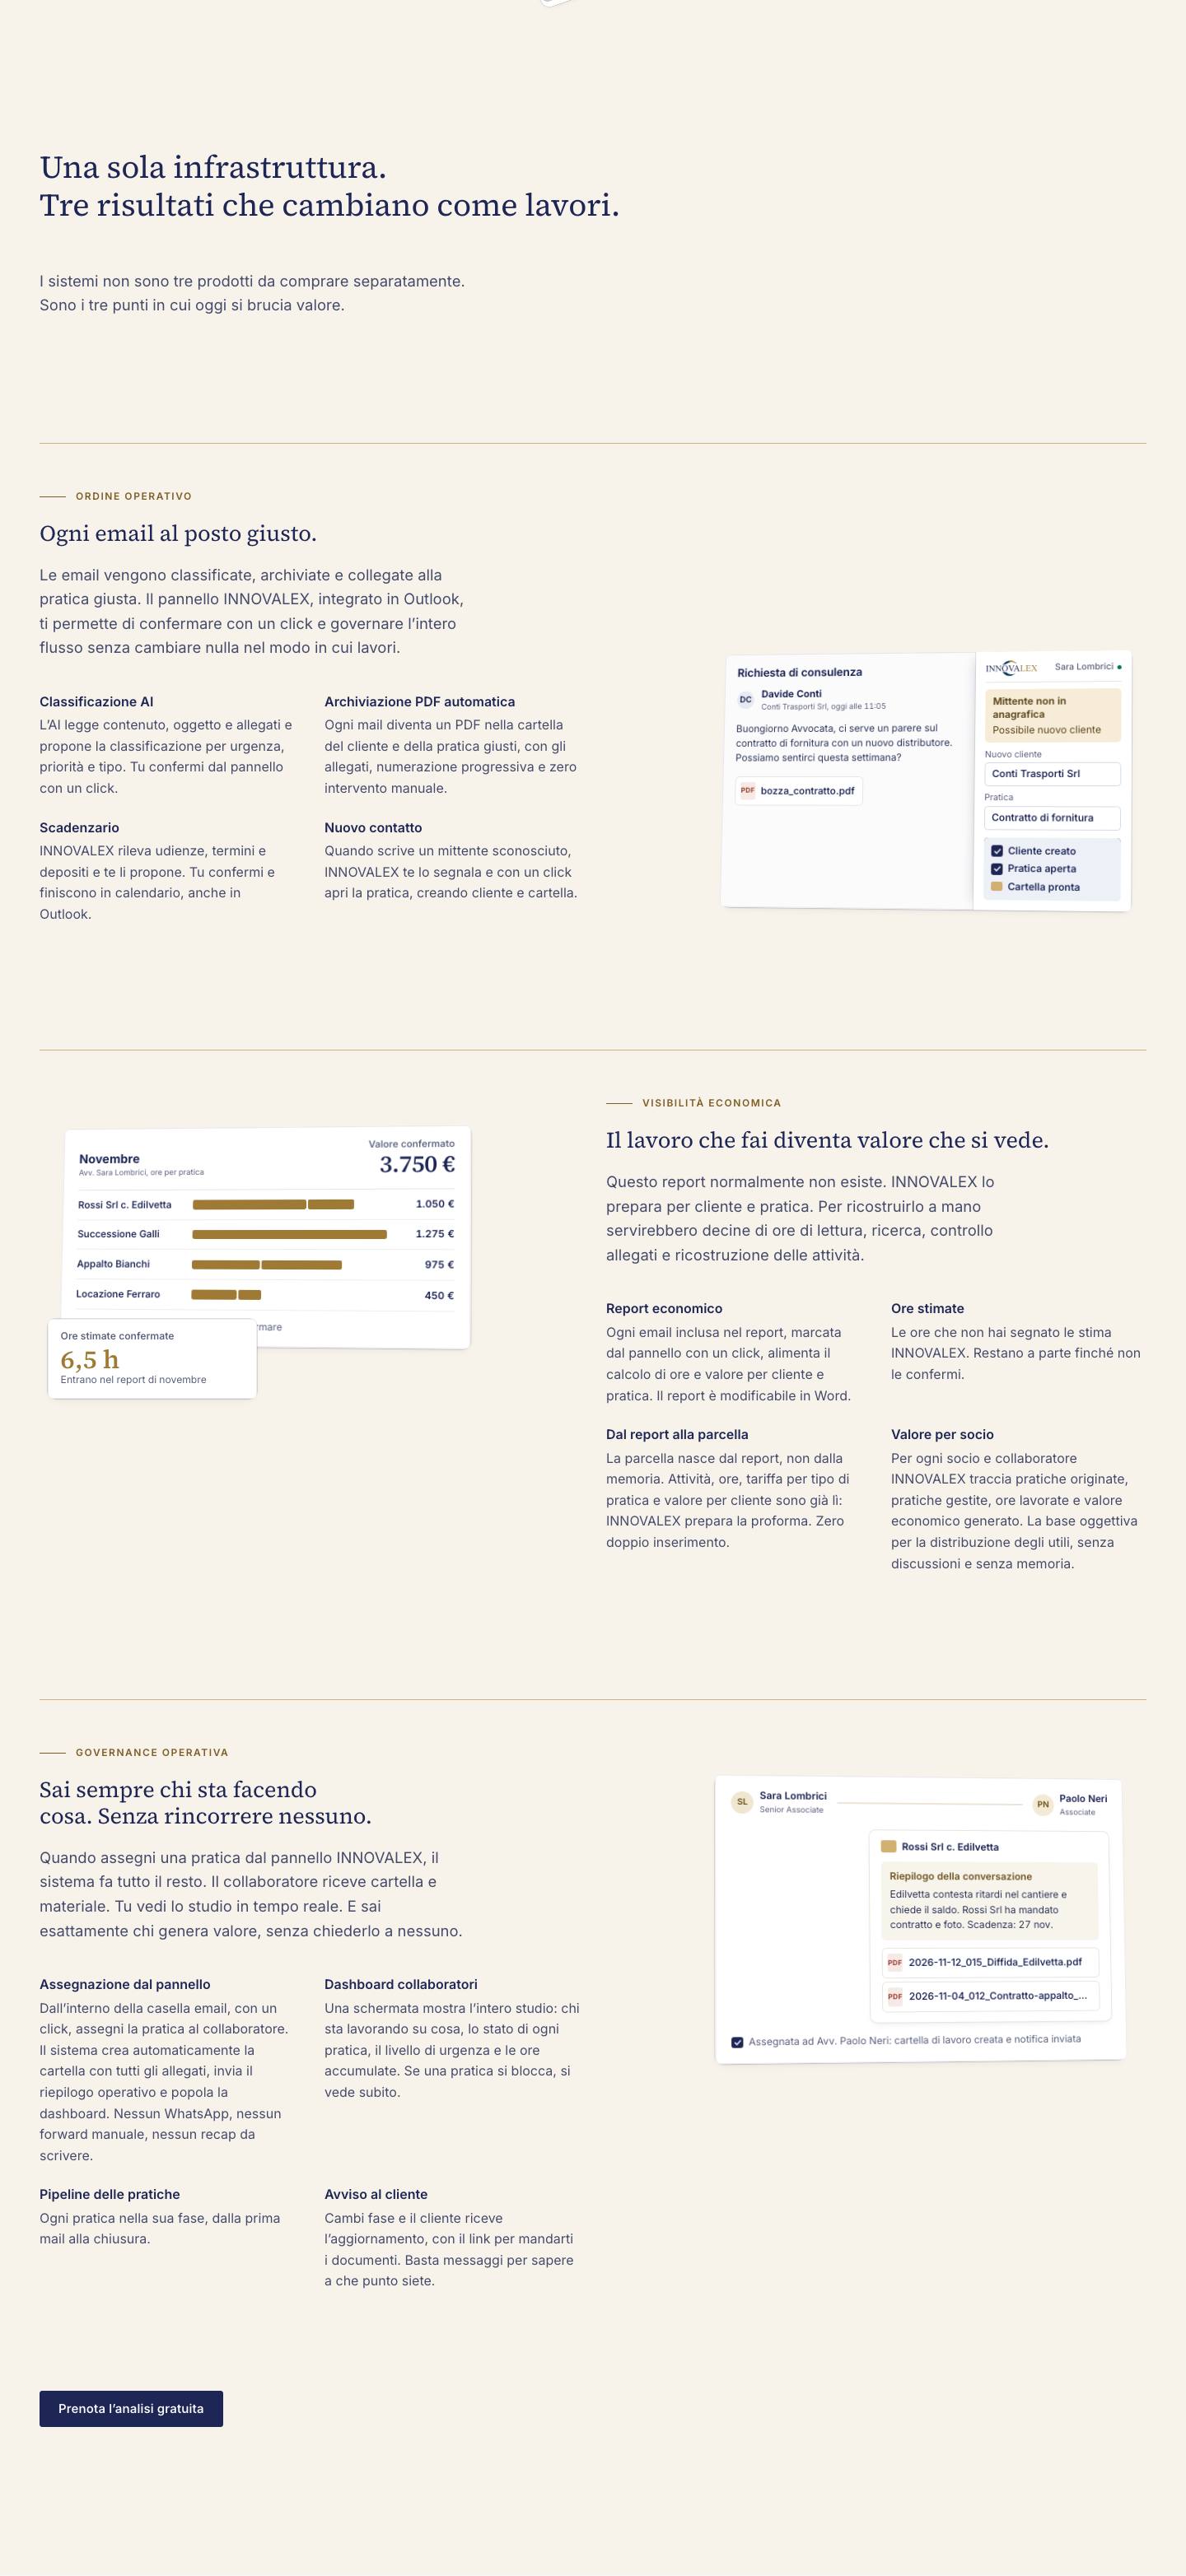 Una sola infrastruttura.
Tre risultati che cambiano come lavori.
I sistemi non sono tre prodotti da comprare separatamente.
Sono i tre punti in cui oggi si brucia valore.
ORDINE OPERATIVO
Ogni email al posto giusto.
Le email vengono classificate, archiviate e collegate alla
pratica giusta. Il pannello INNOVALEX, integrato in Outlook,
ti permette di confermare con un click e governare l’intero
flusso senza cambiare nulla nel modo in cui lavori.
Classificazione AI
L’AI legge contenuto, oggetto e allegati e
propone la classificazione per urgenza,
priorità e tipo. Tu confermi dal pannello
con un click.
Archiviazione PDF automatica
Ogni mail diventa un PDF nella cartella
del cliente e della pratica giusti, con gli
allegati, numerazione progressiva e zero
intervento manuale.
Scadenzario
INNOVALEX rileva udienze, termini e
depositi e te li propone. Tu confermi e
finiscono in calendario, anche in
Outlook.
Nuovo contatto
Quando scrive un mittente sconosciuto,
INNOVALEX te lo segnala e con un click
apri la pratica, creando cliente e cartella.
Richiesta di consulenza
DC
Davide Conti
Conti Trasporti Srl, oggi alle 11:05
Buongiorno Avvocata, ci serve un parere sul
contratto di fornitura con un nuovo distributore.
Possiamo sentirci questa settimana?
PDF bozza_contratto.pdf
INNOVALEX
Sara Lombrici
Mittente non in
anagrafica
Possibile nuovo cliente
Nuovo cliente
Conti Trasporti Srl
Pratica
Contratto di fornitura
Cliente creato
Pratica aperta
Cartella pronta
Novembre
Avv. Sara Lombrici, ore per pratica
Valore confermato
3.750 €
Rossi Srl c. Edilvetta 1.050 €
Successione Galli 1.275 €
Appalto Bianchi 975 €
Locazione Ferraro 450 €
rmare
Ore stimate confermate
6,5 h
Entrano nel report di novembre
VISIBILITÀ ECONOMICA
Il lavoro che fai diventa valore che si vede.
Questo report normalmente non esiste. INNOVALEX lo
prepara per cliente e pratica. Per ricostruirlo a mano
servirebbero decine di ore di lettura, ricerca, controllo
allegati e ricostruzione delle attività.
Report economico
Ogni email inclusa nel report, marcata
dal pannello con un click, alimenta il
calcolo di ore e valore per cliente e
pratica. Il report è modificabile in Word.
Ore stimate
Le ore che non hai segnato le stima
INNOVALEX. Restano a parte finché non
le confermi.
Dal report alla parcella
La parcella nasce dal report, non dalla
memoria. Attività, ore, tariffa per tipo di
pratica e valore per cliente sono già lì:
INNOVALEX prepara la proforma. Zero
doppio inserimento.
Valore per socio
Per ogni socio e collaboratore
INNOVALEX traccia pratiche originate,
pratiche gestite, ore lavorate e valore
economico generato. La base oggettiva
per la distribuzione degli utili, senza
discussioni e senza memoria.
GOVERNANCE OPERATIVA
Sai sempre chi sta facendo
cosa. Senza rincorrere nessuno.
Quando assegni una pratica dal pannello INNOVALEX, il
sistema fa tutto il resto. Il collaboratore riceve cartella e
materiale. Tu vedi lo studio in tempo reale. E sai
esattamente chi genera valore, senza chiederlo a nessuno.
Assegnazione dal pannello
Dall’interno della casella email, con un
click, assegni la pratica al collaboratore.
Il sistema crea automaticamente la
cartella con tutti gli allegati, invia il
riepilogo operativo e popola la
dashboard. Nessun WhatsApp, nessun
forward manuale, nessun recap da
scrivere.
Dashboard collaboratori
Una schermata mostra l’intero studio: chi
sta lavorando su cosa, lo stato di ogni
pratica, il livello di urgenza e le ore
accumulate. Se una pratica si blocca, si
vede subito.
Pipeline delle pratiche
Ogni pratica nella sua fase, dalla prima
mail alla chiusura.
Avviso al cliente
Cambi fase e il cliente riceve
l’aggiornamento, con il link per mandarti
i documenti. Basta messaggi per sapere
a che punto siete.
SL
Sara Lombrici
Senior Associate
PN
Paolo Neri
Associate
Rossi Srl c. Edilvetta
Riepilogo della conversazione
Edilvetta contesta ritardi nel cantiere e
chiede il saldo. Rossi Srl ha mandato
contratto e foto. Scadenza: 27 nov.
PDF 2026-11-12_015_Diffida_Edilvetta.pdf
PDF 2026-11-04_012_Contratto-appalto_...
Assegnata ad Avv. Paolo Neri: cartella di lavoro creata e notifica inviata
Prenota l’analisi gratuita